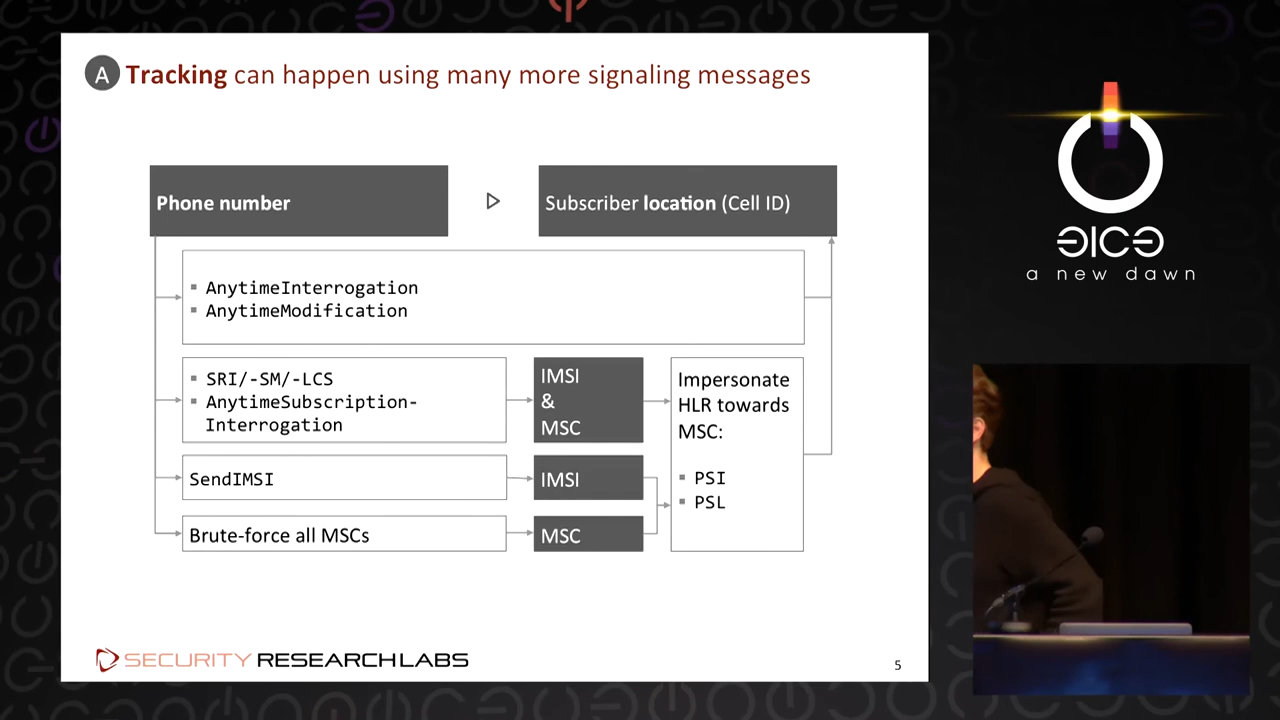 A Tracking can happen using many more signaling messages
Phone number
Subscriber location (Cell ID)
AnytimeInterrogation
AnytimeModification
SRI/-SM/-LCS
AnytimeSubscription-
Interrogation
IMSI
&
MSC
Impersonate
HLR towards
MSC:
PSI
PSL
SendIMSI
IMSI
Brute-force all MSCs
MSC
SECURITY RESEARCH LABS
5
a new dawn